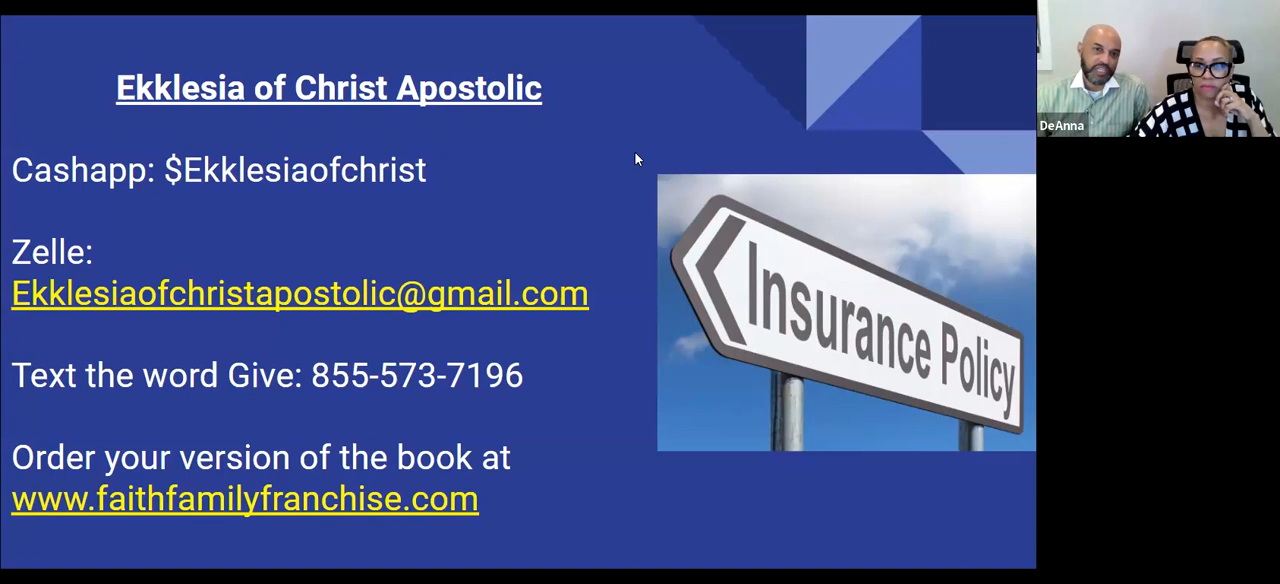 Ekklesia of Christ Apostolic
Cashapp: $Ekklesiaofchrist
Zelle:
Ekklesiaofchristapostolic@gmail.com
Text the word Give: 855-573-7196
Order your version of the book at
www.faithfamilyfranchise.com
Insurance Policy
DeAnna